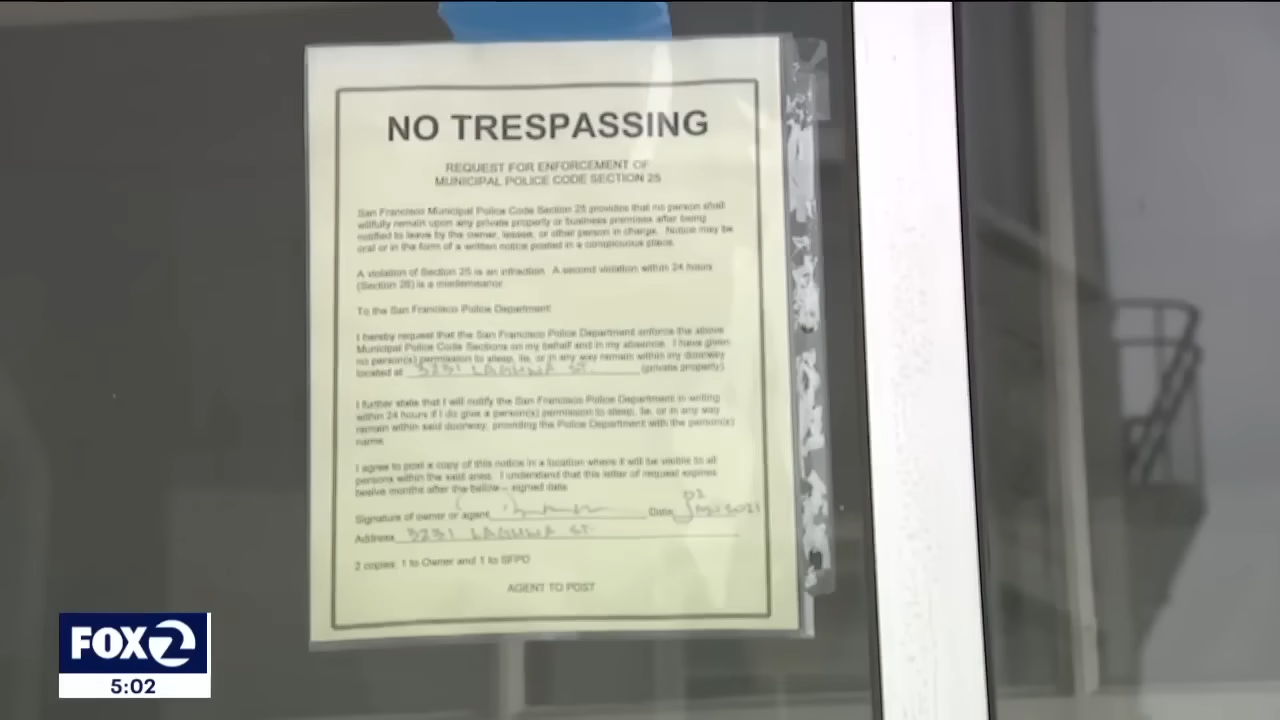 NO TRESPASSING
REQUEST FOR ENFORCEMENT OF
MUNICIPAL POLICE CODE SECTION 25
San Francisco Municipal Police Code Section 25 provides that no person shall
willfully remain upon any private property or business premises after being
notified to leave by the owner, lessee, or other person in charge. Notice may be
oral or in the form of a written notice posted in a conspicuous place.
A violation of Section 25 is an infraction. A second violation within 24 hours
(Section 26) is a misdemeanor.
To the San Francisco Police Department:
I hereby request that the San Francisco Police Department enforce the above
Municipal Police Code Sections on my behalf and in my absence. I have given
no person(s) permission to sleep, lie, or in any way remain within my doorway
located at 3231 LAGUNA ST. (private property).
I further state that I will notify the San Francisco Police Department in writing
within 24 hours if I do give a person(s) permission to sleep, lie, or in any way
remain within said doorway, providing the Police Department with the person(s)
name.
I agree to post a copy of this notice in a location where it will be visible to all
persons within the said area. I understand that this letter of request expires
twelve months after the below – signed date.
Signature of owner or agent Date
Address 3231 LAGUNA ST.
2 copies: 1 to Owner and 1 to SFPD
AGENT TO POST
FOX 2
5:02